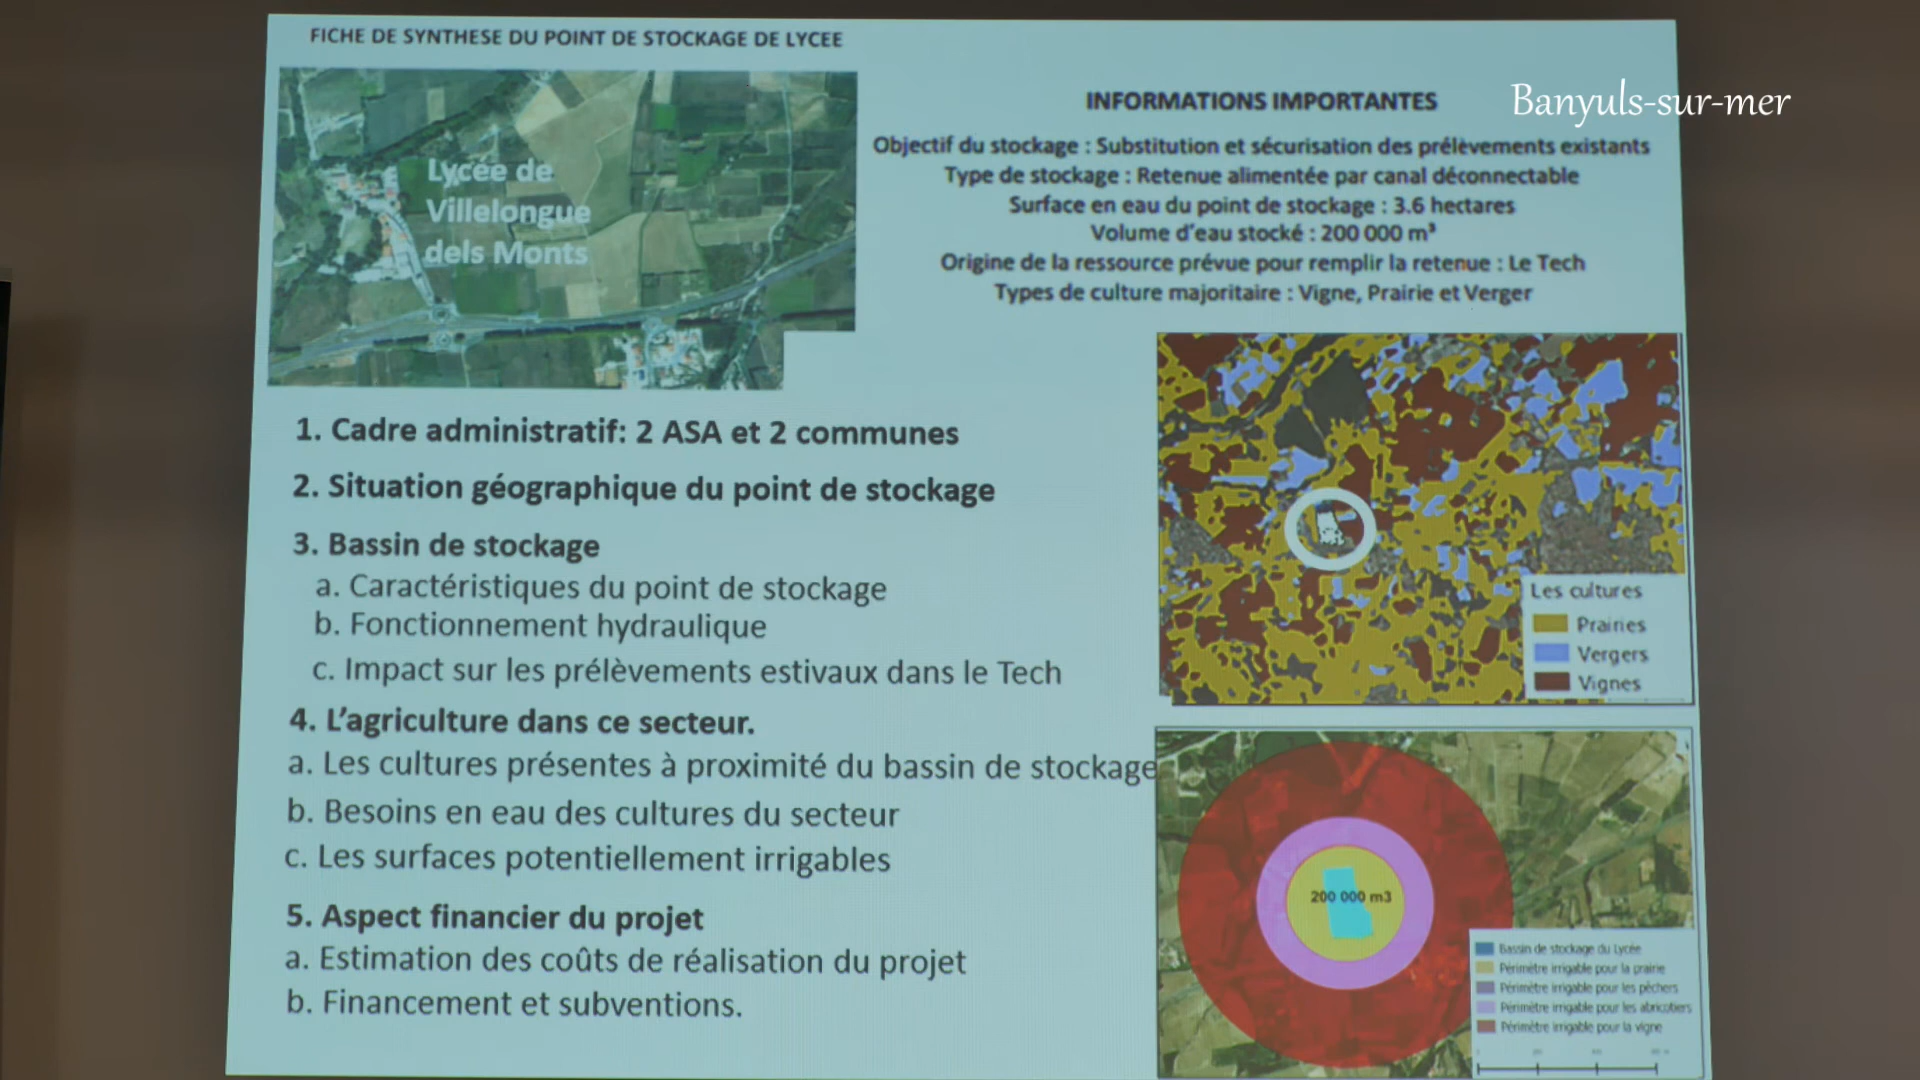 FICHE DE SYNTHESE DU POINT DE STOCKAGE DE LYCEE
Lycée de
Villelongue
dels Monts
INFORMATIONS IMPORTANTES
Banyuls-sur-mer
Objectif du stockage : Substitution et sécurisation des prélèvements existants
Type de stockage : Retenue alimentée par canal déconnectable
Surface en eau du point de stockage : 3.6 hectares
Volume d'eau stocké : 200 000 m³
Origine de la ressource prévue pour remplir la retenue : Le Tech
Types de culture majoritaire : Vigne, Prairie et Verger
1. Cadre administratif: 2 ASA et 2 communes
2. Situation géographique du point de stockage
3. Bassin de stockage
a. Caractéristiques du point de stockage
b. Fonctionnement hydraulique
c. Impact sur les prélèvements estivaux dans le Tech
4. L'agriculture dans ce secteur.
a. Les cultures présentes à proximité du bassin de stockage
b. Besoins en eau des cultures du secteur
c. Les surfaces potentiellement irrigables
5. Aspect financier du projet
a. Estimation des coûts de réalisation du projet
b. Financement et subventions.
Les cultures
Prairies
Vergers
Vignes
200 000 m3
Bassin de stockage du Lycée
Périmètre irrigable pour la prairie
Périmètre irrigable pour les pêchers
Périmètre irrigable pour les abricotiers
Périmètre irrigable pour la vigne